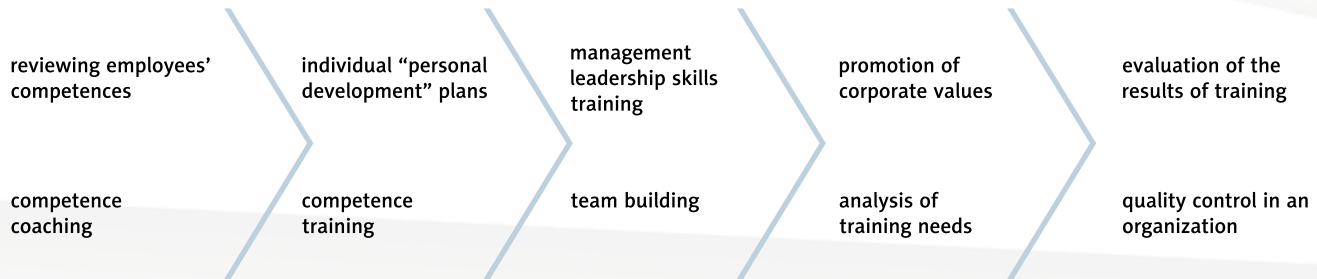 reviewing employees’
competences
individual “personal
development” plans
management
leadership skills
training
promotion of
corporate values
evaluation of the
results of training
competence
coaching
competence
training
team building
analysis of
training needs
quality control in an
organization